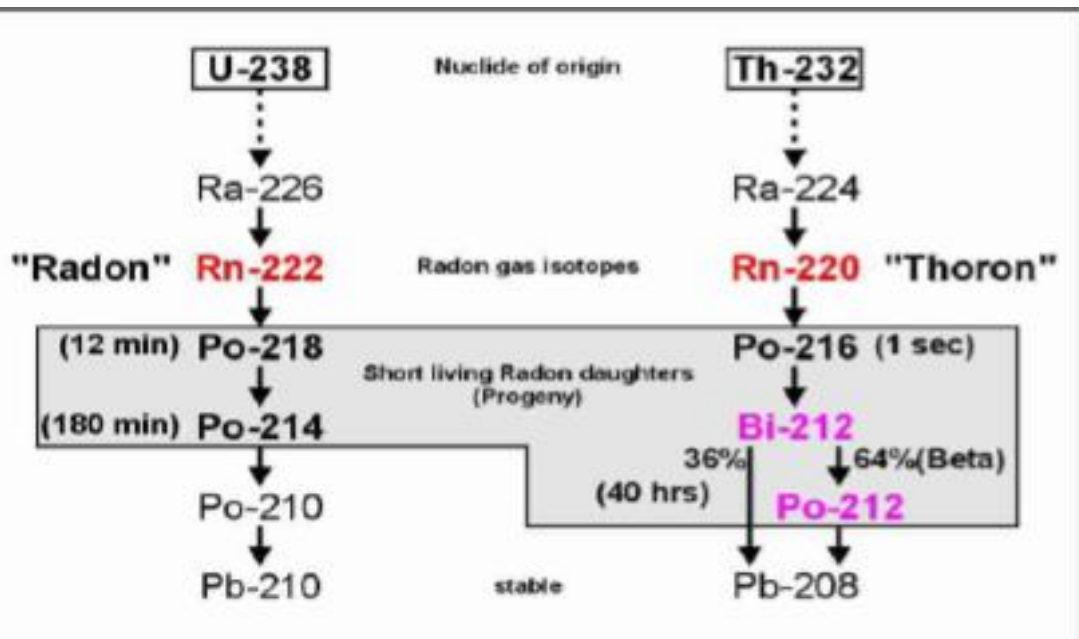 U-238 Nuclide of origin Th-232
Ra-226 Ra-224
"Radon" Rn-222 Radon gas isotopes Rn-220 "Thoron"
(12 min) Po-218 Po-216 (1 sec)
Short living Radon daughters
(Progeny)
(180 min) Po-214 Bi-212
36% 64%(Beta)
(40 hrs)
Po-210 Po-212
Pb-210 stable Pb-208